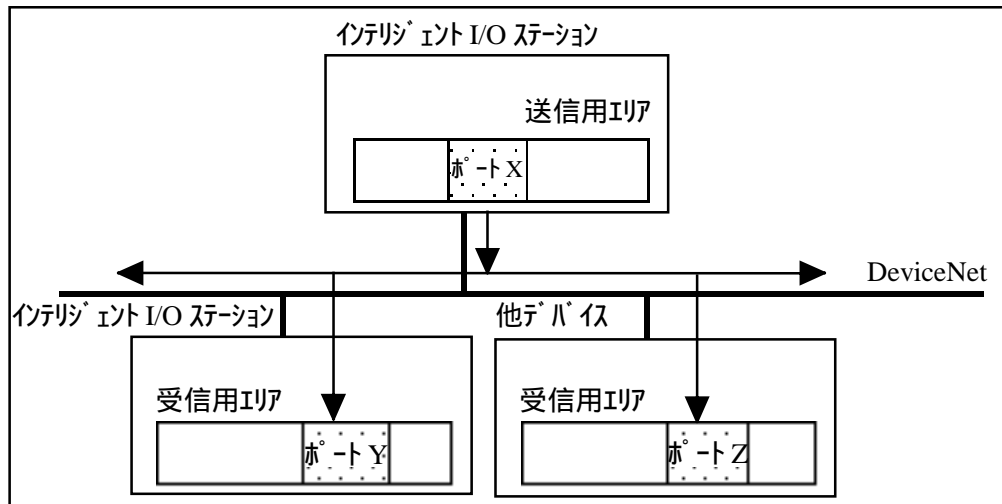 ｲﾝﾃﾘｼﾞｪﾝﾄ I/O ｽﾃｰｼｮﾝ
送信用ｴﾘｱ
ﾎﾟｰﾄ X
DeviceNet
ｲﾝﾃﾘｼﾞｪﾝﾄ I/O ｽﾃｰｼｮﾝ
他ﾃﾞﾊﾞｲｽ
受信用ｴﾘｱ
受信用ｴﾘｱ
ﾎﾟｰﾄ Y
ﾎﾟｰﾄ Z